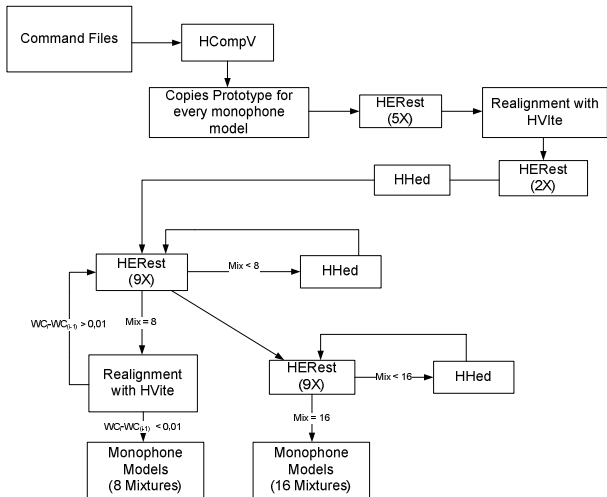 Command Files
HCompV
Copies Prototype for
every monophone
model
HERest
(5X)
Realignment with
HVIte
HERest
(2X)
HHed
HERest
(9X)
Mix < 8
HHed
WCi-WC(i-1) > 0,01
Mix = 8
Realignment
with HVite
HERest
(9X)
Mix < 16
HHed
WCi-WC(i-1) < 0,01
Mix = 16
Monophone
Models
(8 Mixtures)
Monophone
Models
(16 Mixtures)